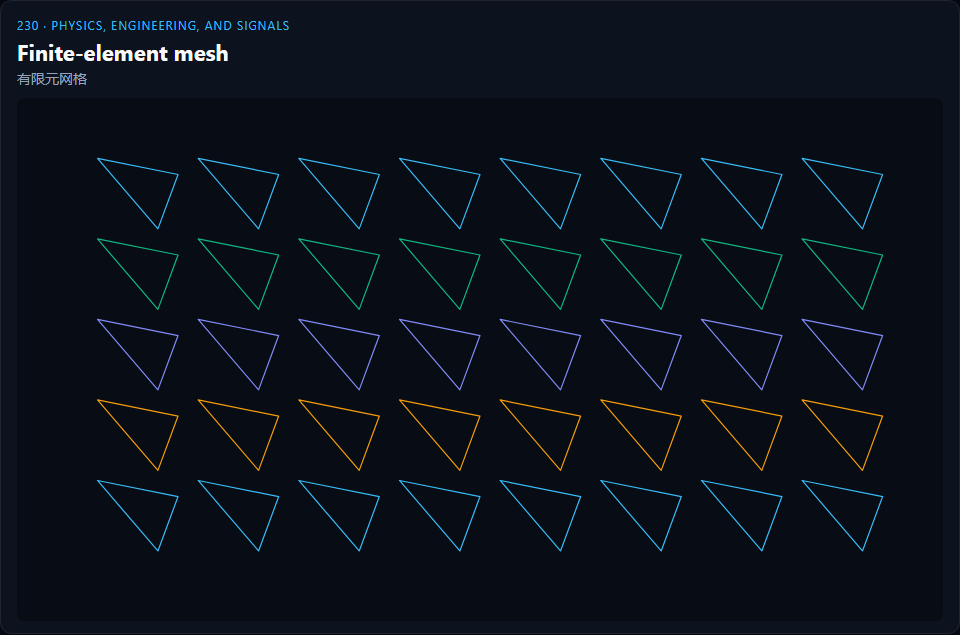 230 · PHYSICS, ENGINEERING, AND SIGNALS
Finite-element mesh
有限元网格